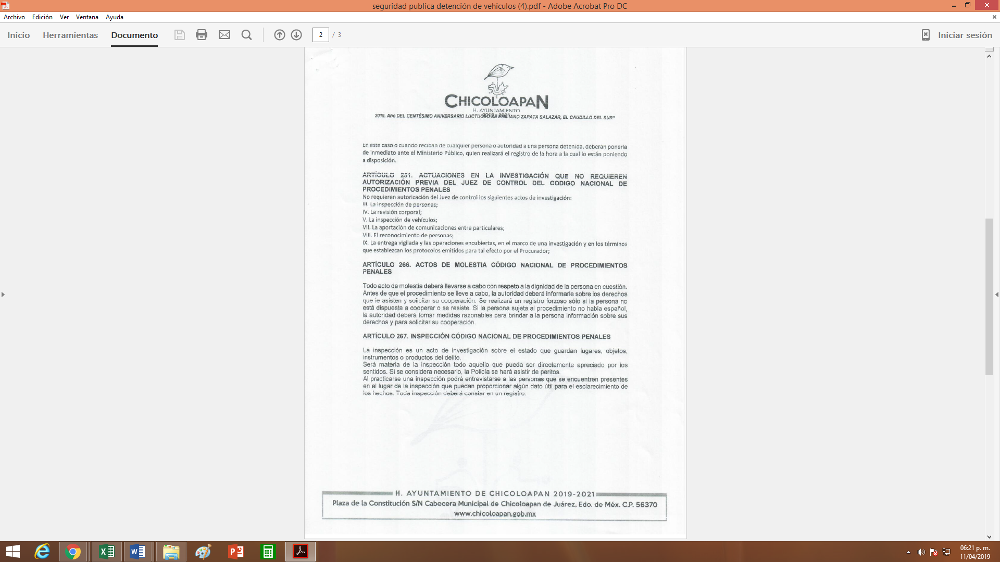 seguridad publica detención de vehiculos (4).pdf - Adobe Acrobat Pro DC
Archivo Edición Ver Ventana Ayuda
Inicio Herramientas Documento 2 / 3 Iniciar sesión
CHICOLOAPAN
H. AYUNTAMIENTO
2019 - 2021
2019. Año DEL CENTÉSIMO ANIVERSARIO LUCTUOSO DE EMILIANO ZAPATA SALAZAR, EL CAUDILLO DEL SUR"
En este caso o cuando reciban de cualquier persona o autoridad a una persona detenida, deberán ponerla
de inmediato ante el Ministerio Público, quien realizará el registro de la hora a la cual lo están poniendo
a disposición.
ARTÍCULO 251. ACTUACIONES EN LA INVESTIGACIÓN QUE NO REQUIEREN
AUTORIZACIÓN PREVIA DEL JUEZ DE CONTROL DEL CODIGO NACIONAL DE
PROCEDIMIENTOS PENALES
No requieren autorización del Juez de control los siguientes actos de investigación:
III. La inspección de personas;
IV. La revisión corporal;
V. La inspección de vehículos;
VII. La aportación de comunicaciones entre particulares;
VIII. El reconocimiento de personas;
IX. La entrega vigilada y las operaciones encubiertas, en el marco de una investigación y en los términos
que establezcan los protocolos emitidos para tal efecto por el Procurador;
ARTÍCULO 266. ACTOS DE MOLESTIA CÓDIGO NACIONAL DE PROCEDIMIENTOS
PENALES
Todo acto de molestia deberá llevarse a cabo con respeto a la dignidad de la persona en cuestión.
Antes de que el procedimiento se lleve a cabo, la autoridad deberá informarle sobre los derechos
que le asisten y solicitar su cooperación. Se realizará un registro forzoso sólo si la persona no
está dispuesta a cooperar o se resiste. Si la persona sujeta al procedimiento no habla español,
la autoridad deberá tomar medidas razonables para brindar a la persona información sobre sus
derechos y para solicitar su cooperación.
ARTÍCULO 267. INSPECCIÓN CÓDIGO NACIONAL DE PROCEDIMIENTOS PENALES
La inspección es un acto de investigación sobre el estado que guardan lugares, objetos,
instrumentos o productos del delito.
Será materia de la inspección todo aquello que pueda ser directamente apreciado por los
sentidos. Si se considera necesario, la Policía se hará asistir de peritos.
Al practicarse una inspección podrá entrevistarse a las personas que se encuentren presentes
en el lugar de la inspección que puedan proporcionar algún dato útil para el esclarecimiento de
los hechos. Toda inspección deberá constar en un registro.
H. AYUNTAMIENTO DE CHICOLOAPAN 2019-2021
Plaza de la Constitución S/N Cabecera Municipal de Chicoloapan de Juárez, Edo. de Méx. C.P. 56370
www.chicoloapan.gob.mx
06:21 p. m.
11/04/2019